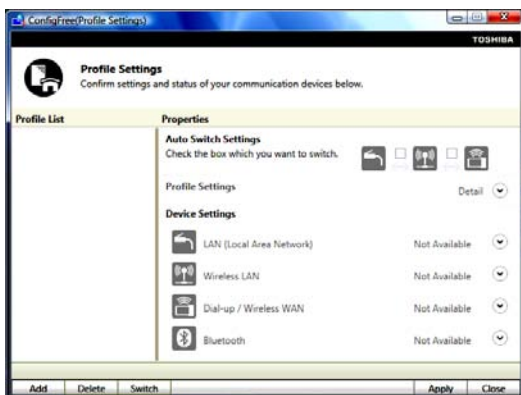 ConfigFree(Profile Settings)
TOSHIBA
Profile Settings
Confirm settings and status of your communication devices below.
Profile List
Properties
Auto Switch Settings
Check the box which you want to switch.
Profile Settings
Detail
Device Settings
LAN (Local Area Network)
Not Available
Wireless LAN
Not Available
Dial-up / Wireless WAN
Not Available
Bluetooth
Not Available
Add
Delete
Switch
Apply
Close